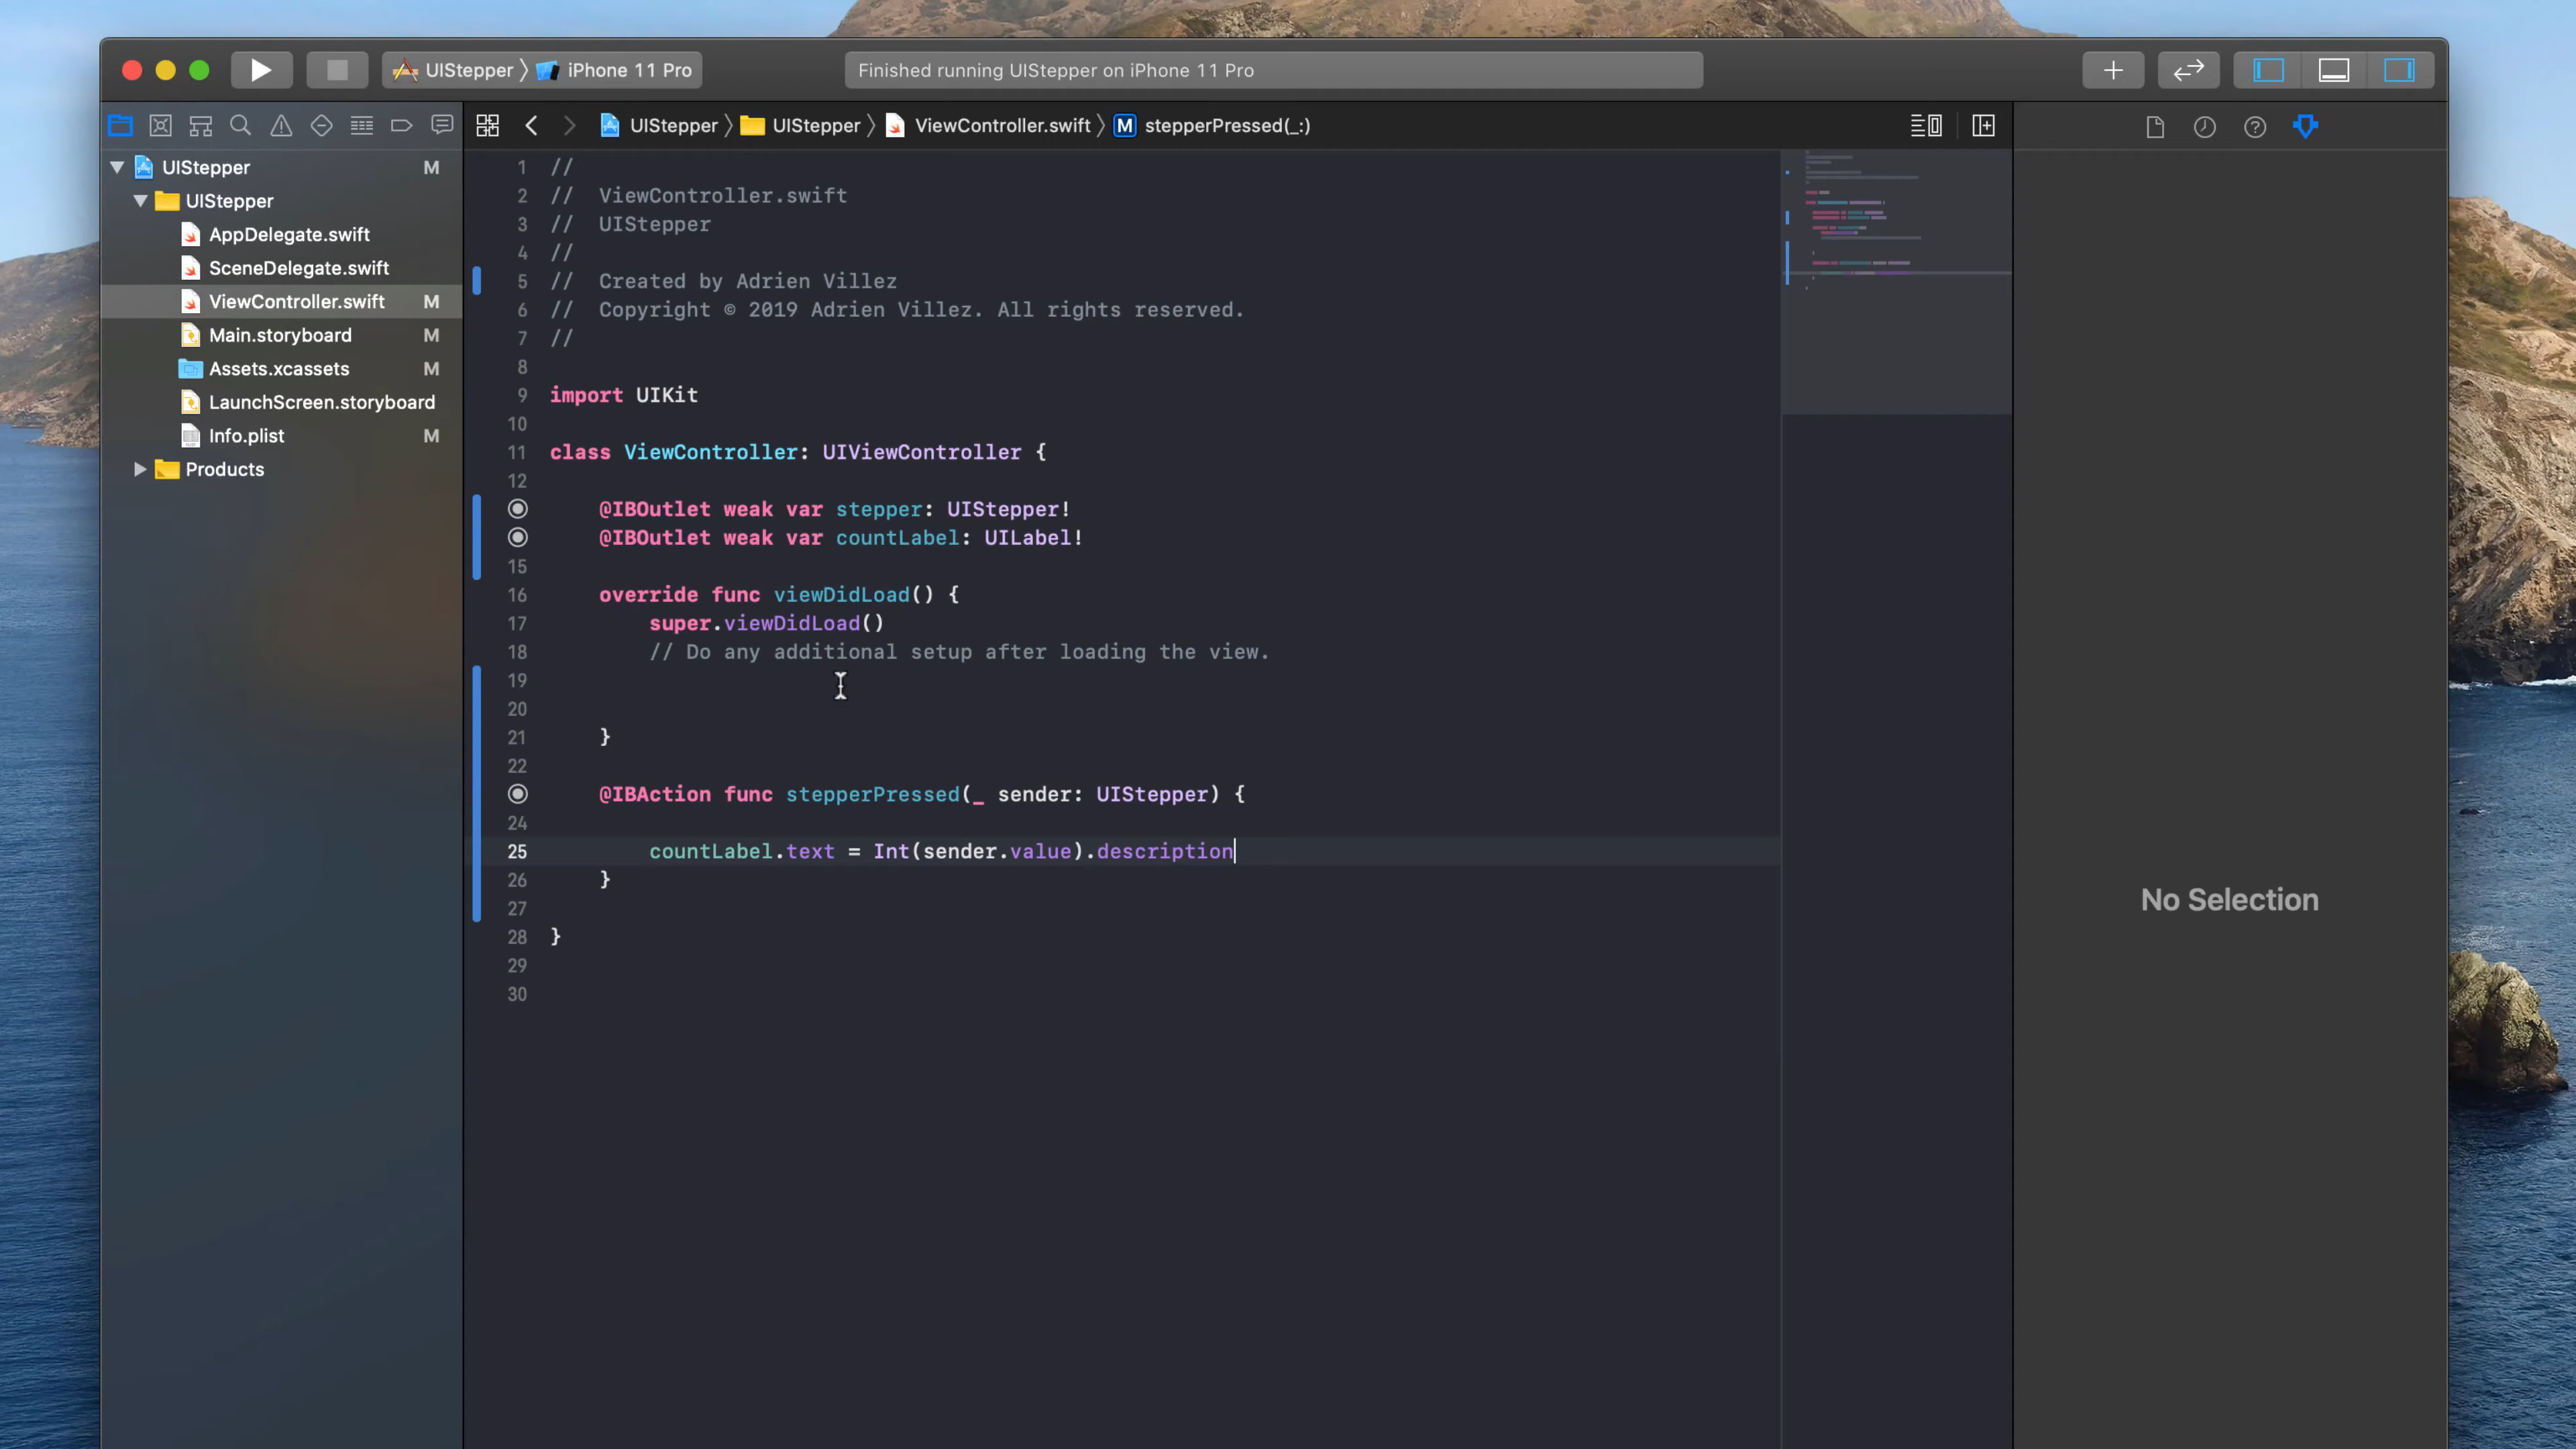 UIStepper 〉 iPhone 11 Pro
Finished running UIStepper on iPhone 11 Pro
UIStepper 〉 UIStepper 〉 ViewController.swift 〉 M stepperPressed(_:)
UIStepper M
UIStepper
AppDelegate.swift
SceneDelegate.swift
ViewController.swift M
Main.storyboard M
Assets.xcassets M
LaunchScreen.storyboard
Info.plist M
Products
1 //
2 //  ViewController.swift
3 //  UIStepper
4 //
5 //  Created by Adrien Villez
6 //  Copyright © 2019 Adrien Villez. All rights reserved.
7 //
8
9 import UIKit
10
11 class ViewController: UIViewController {
12
@IBOutlet weak var stepper: UIStepper!
@IBOutlet weak var countLabel: UILabel!
15
16 override func viewDidLoad() {
17 super.viewDidLoad()
18 // Do any additional setup after loading the view.
19
20
21 }
22
@IBAction func stepperPressed(_ sender: UIStepper) {
24
25 countLabel.text = Int(sender.value).description
26 }
27
28 }
29
30
No Selection